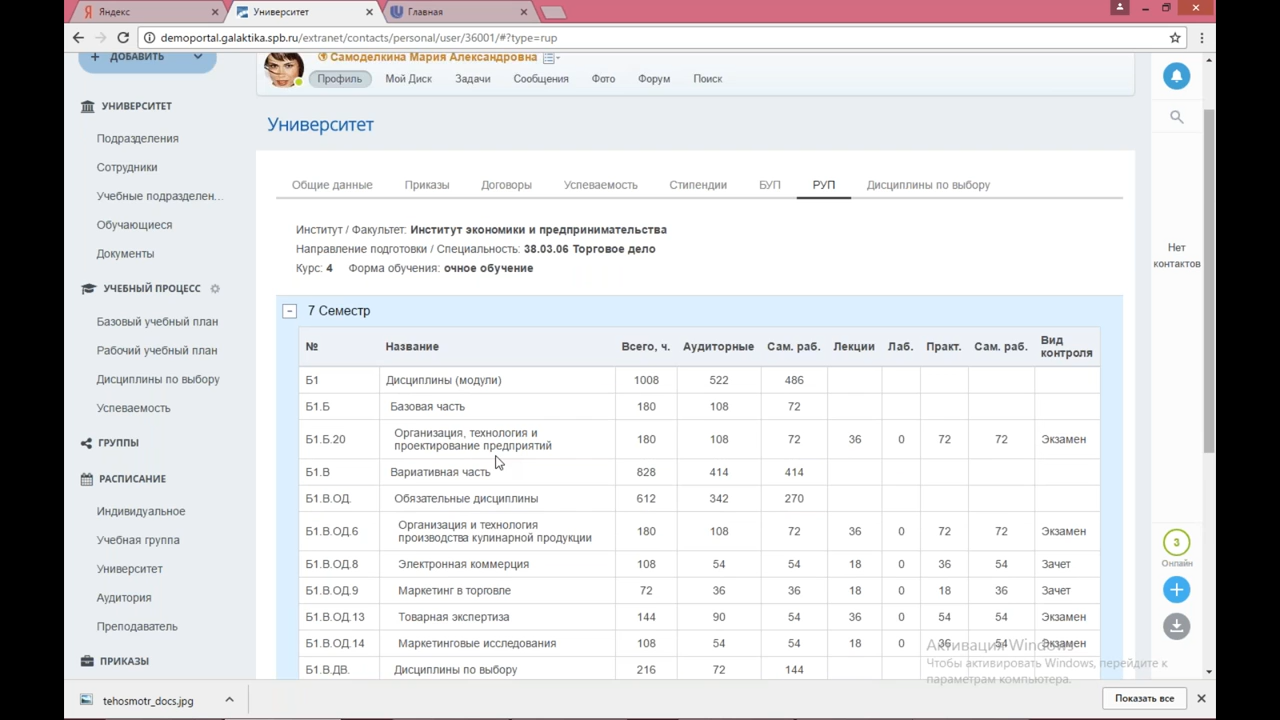 Яндекс
Университет
Главная
demoportal.galaktika.spb.ru/extranet/contacts/personal/user/36001/#?type=rup
+ ДОБАВИТЬ
Самоделкина Мария Александровна
Профиль Мой Диск Задачи Сообщения Фото Форум Поиск
УНИВЕРСИТЕТ
Подразделения
Сотрудники
Учебные подразделен...
Обучающиеся
Документы
УЧЕБНЫЙ ПРОЦЕСС
Базовый учебный план
Рабочий учебный план
Дисциплины по выбору
Успеваемость
ГРУППЫ
РАСПИСАНИЕ
Индивидуальное
Учебная группа
Университет
Аудитория
Преподаватель
ПРИКАЗЫ
Университет
Общие данные Приказы Договоры Успеваемость Стипендии БУП РУП Дисциплины по выбору
Институт / Факультет: Институт экономики и предпринимательства
Направление подготовки / Специальность: 38.03.06 Торговое дело
Курс: 4 Форма обучения: очное обучение
7 Семестр
№ Название Всего, ч. Аудиторные Сам. раб. Лекции Лаб. Практ. Сам. раб. Вид контроля
Б1 Дисциплины (модули) 1008 522 486
Б1.Б Базовая часть 180 108 72
Б1.Б.20 Организация, технология и проектирование предприятий 180 108 72 36 0 72 72 Экзамен
Б1.В Вариативная часть 828 414 414
Б1.В.ОД. Обязательные дисциплины 612 342 270
Б1.В.ОД.6 Организация и технология производства кулинарной продукции 180 108 72 36 0 72 72 Экзамен
Б1.В.ОД.8 Электронная коммерция 108 54 54 18 0 36 54 Зачет
Б1.В.ОД.9 Маркетинг в торговле 72 36 36 18 0 18 36 Зачет
Б1.В.ОД.13 Товарная экспертиза 144 90 54 36 0 54 54 Экзамен
Б1.В.ОД.14 Маркетинговые исследования 108 54 54 18 0 36 54 Экзамен
Б1.В.ДВ. Дисциплины по выбору 216 72 144
Нет
контактов
3
Онлайн
Активация Windows
Чтобы активировать Windows, перейдите к
параметрам компьютера.
tehosmotr_docs.jpg
Показать все